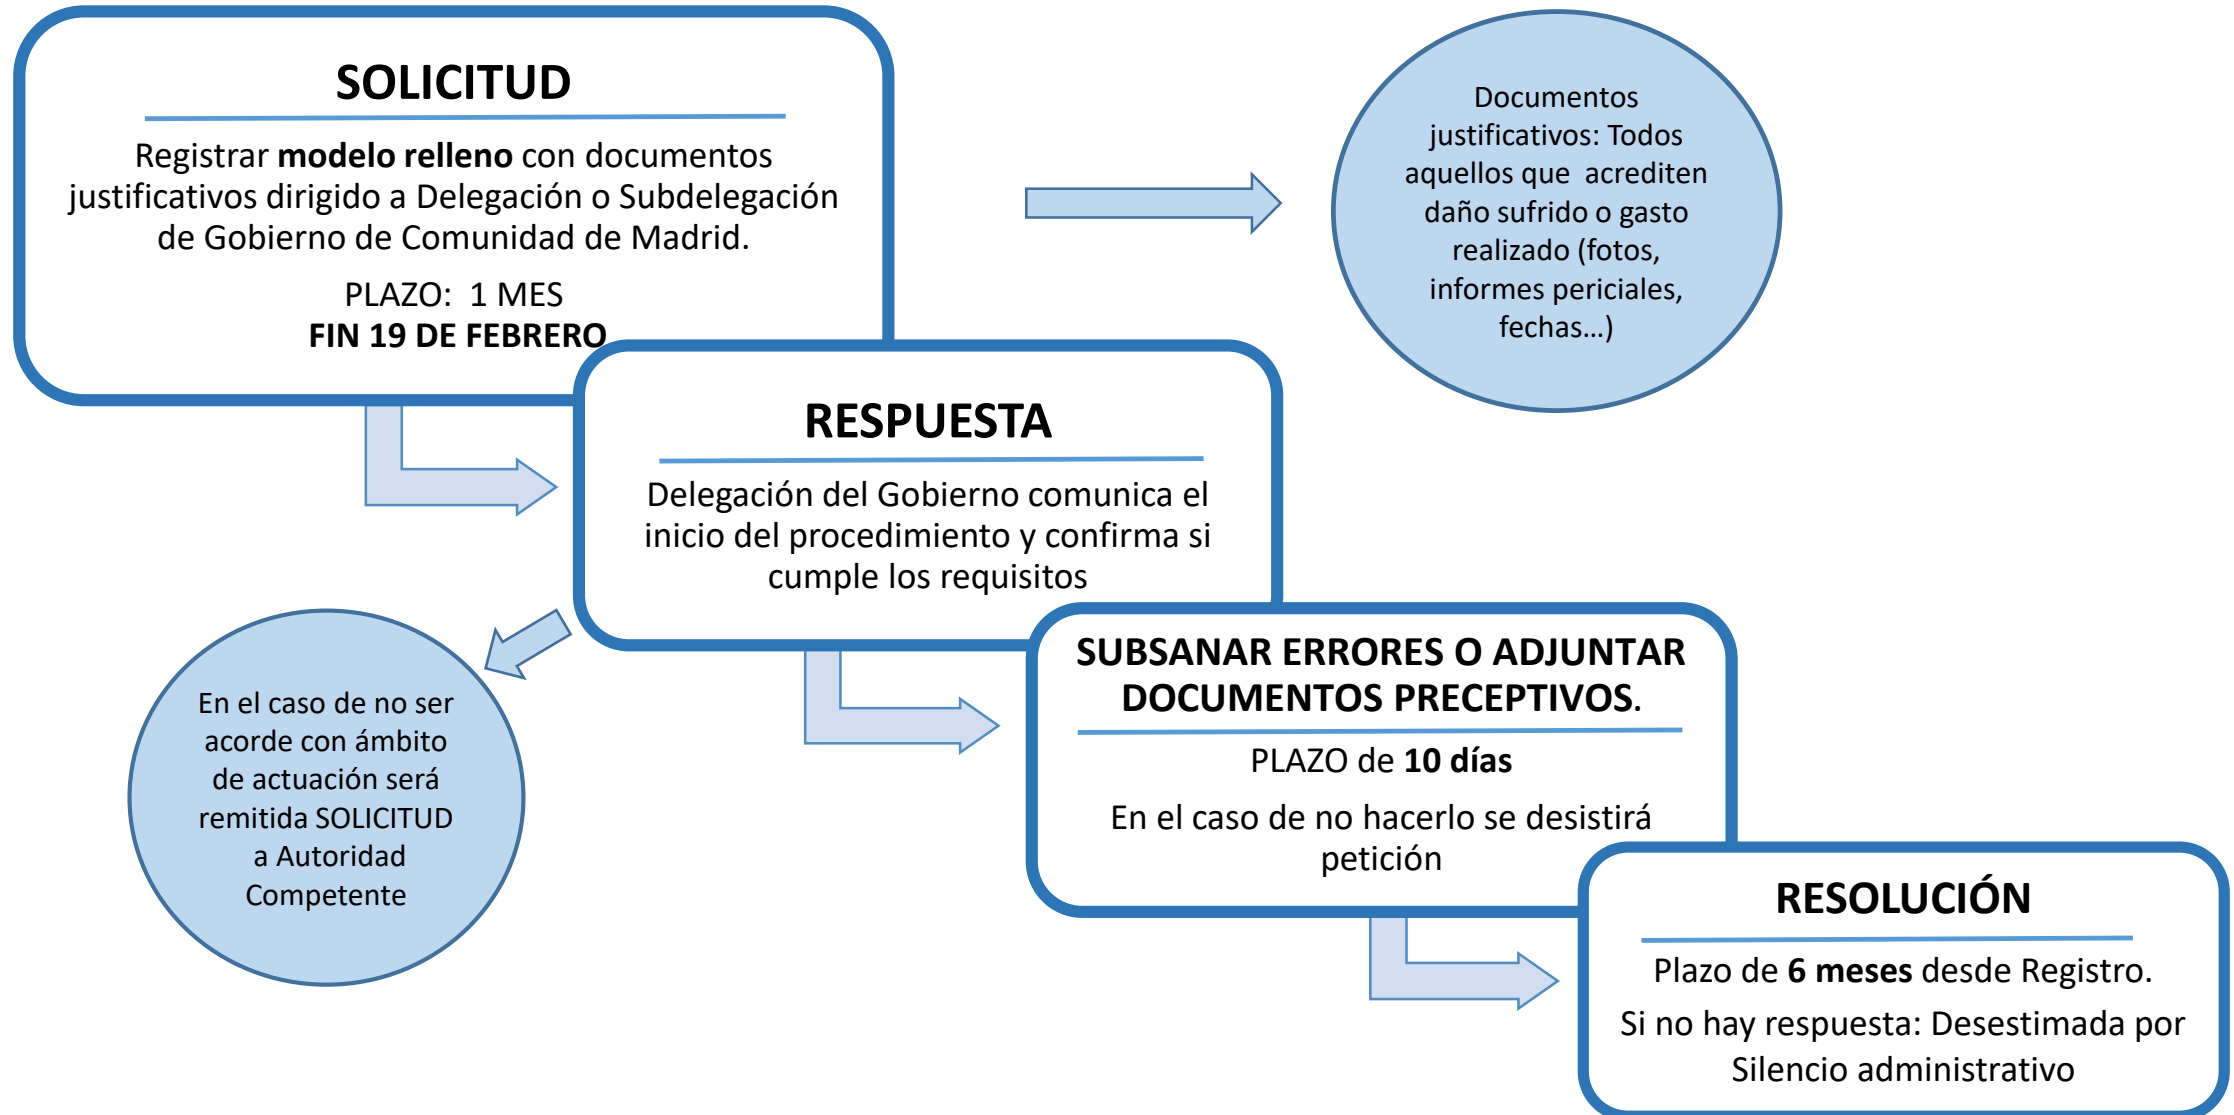 SOLICITUD
Registrar modelo relleno con documentos
justificativos dirigido a Delegación o Subdelegación
de Gobierno de Comunidad de Madrid.
PLAZO: 1 MES
FIN 19 DE FEBRERO
Documentos
justificativos: Todos
aquellos que acrediten
daño sufrido o gasto
realizado (fotos,
informes periciales,
fechas…)
RESPUESTA
Delegación del Gobierno comunica el
inicio del procedimiento y confirma si
cumple los requisitos
En el caso de no ser
acorde con ámbito
de actuación será
remitida SOLICITUD
a Autoridad
Competente
SUBSANAR ERRORES O ADJUNTAR
DOCUMENTOS PRECEPTIVOS.
PLAZO de 10 días
En el caso de no hacerlo se desistirá
petición
RESOLUCIÓN
Plazo de 6 meses desde Registro.
Si no hay respuesta: Desestimada por
Silencio administrativo